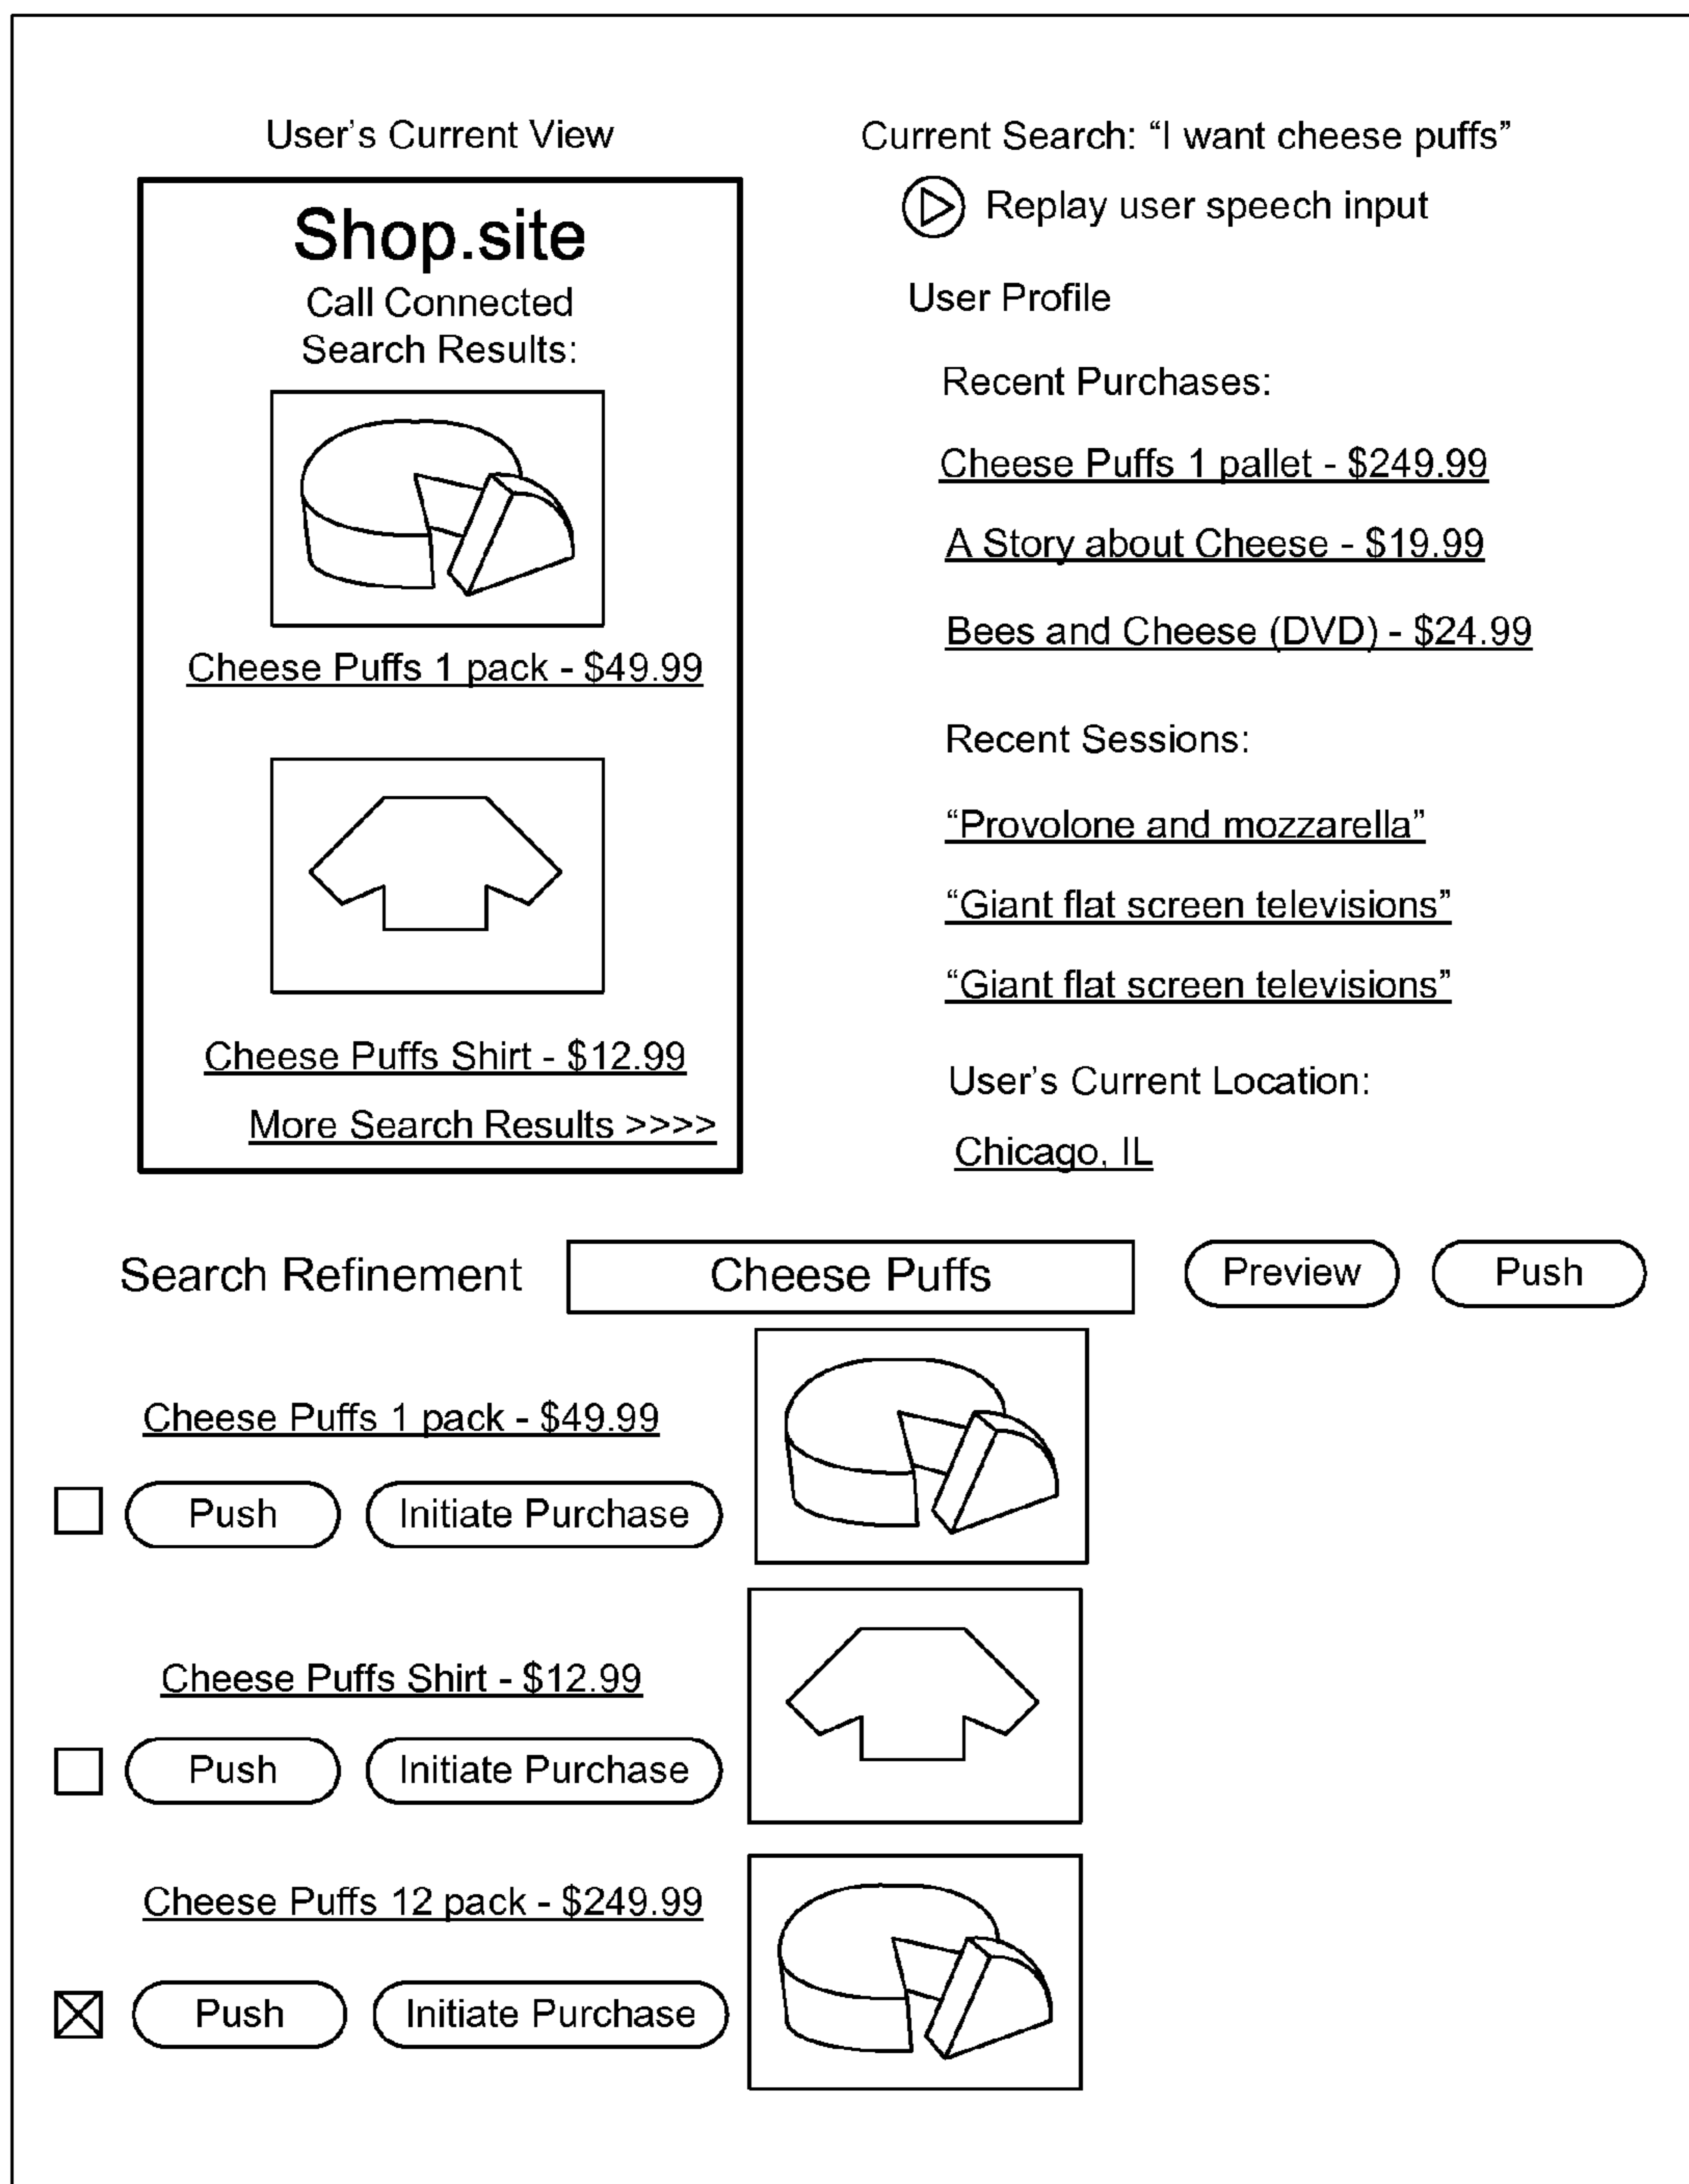 User’s Current View
Shop.site
Call Connected
Search Results:
Cheese Puffs 1 pack - $49.99
Cheese Puffs Shirt - $12.99
More Search Results >>>>
Current Search: “I want cheese puffs”
Replay user speech input
User Profile
Recent Purchases:
Cheese Puffs 1 pallet - $249.99
A Story about Cheese - $19.99
Bees and Cheese (DVD) - $24.99
Recent Sessions:
“Provolone and mozzarella”
“Giant flat screen televisions”
“Giant flat screen televisions”
User’s Current Location:
Chicago, IL
Search Refinement Cheese Puffs Preview Push
Cheese Puffs 1 pack - $49.99
Push Initiate Purchase
Cheese Puffs Shirt - $12.99
Push Initiate Purchase
Cheese Puffs 12 pack - $249.99
Push Initiate Purchase